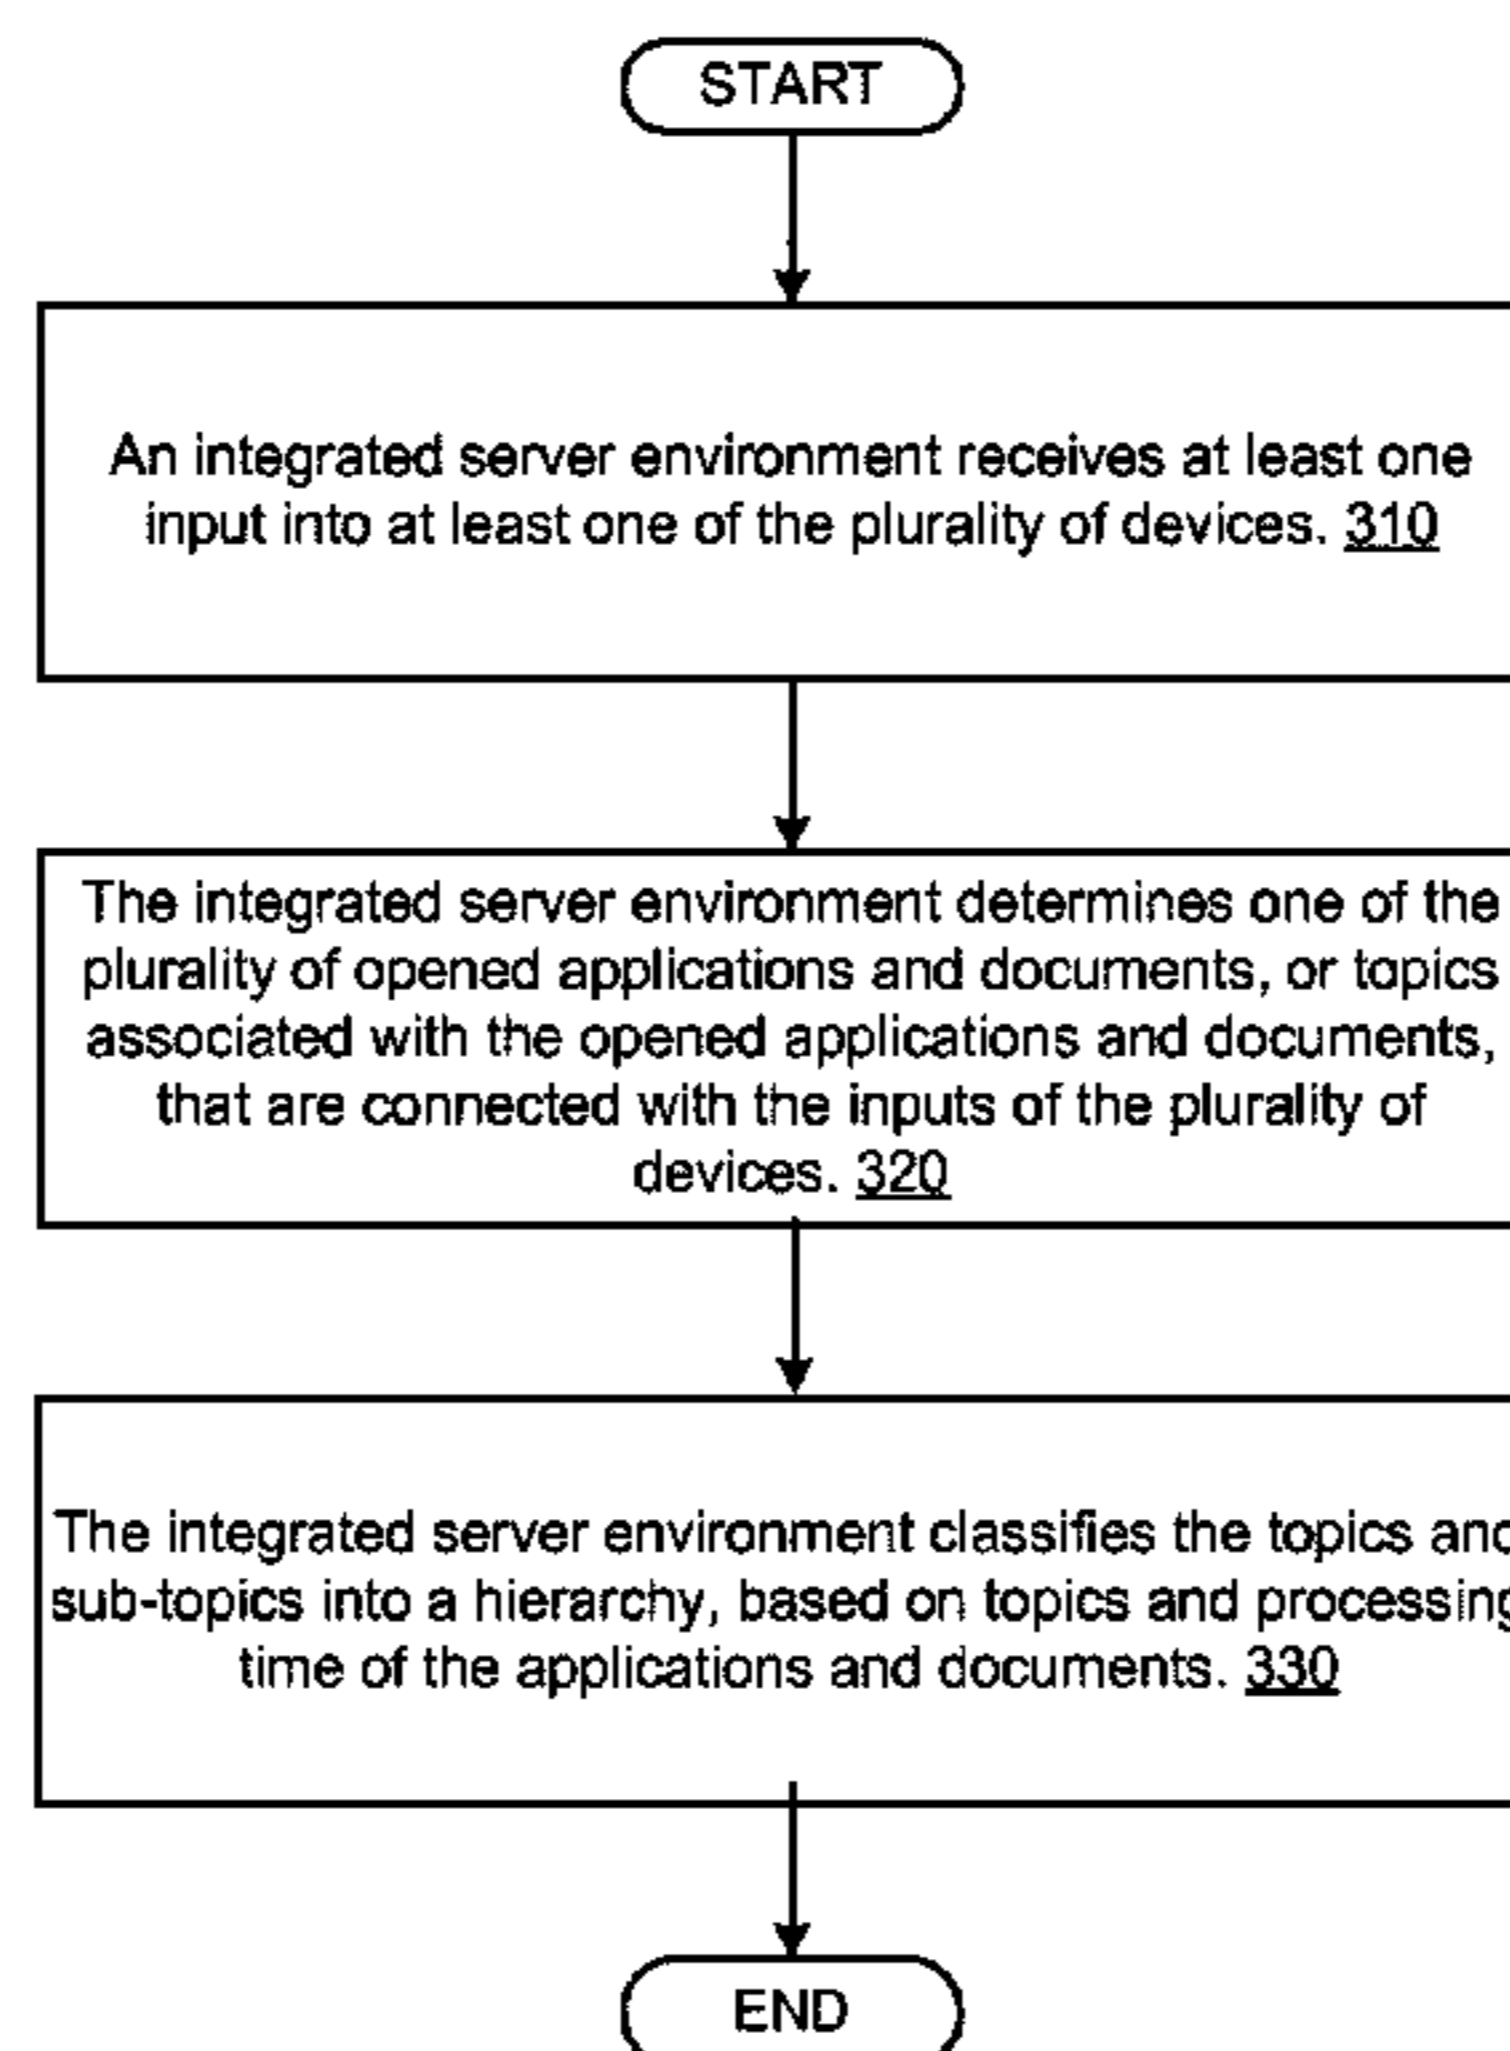 START
An integrated server environment receives at least one
input into at least one of the plurality of devices. 310
The integrated server environment determines one of the
plurality of opened applications and documents, or topics
associated with the opened applications and documents,
that are connected with the inputs of the plurality of
devices. 320
The integrated server environment classifies the topics and
sub-topics into a hierarchy, based on topics and processing
time of the applications and documents. 330
END